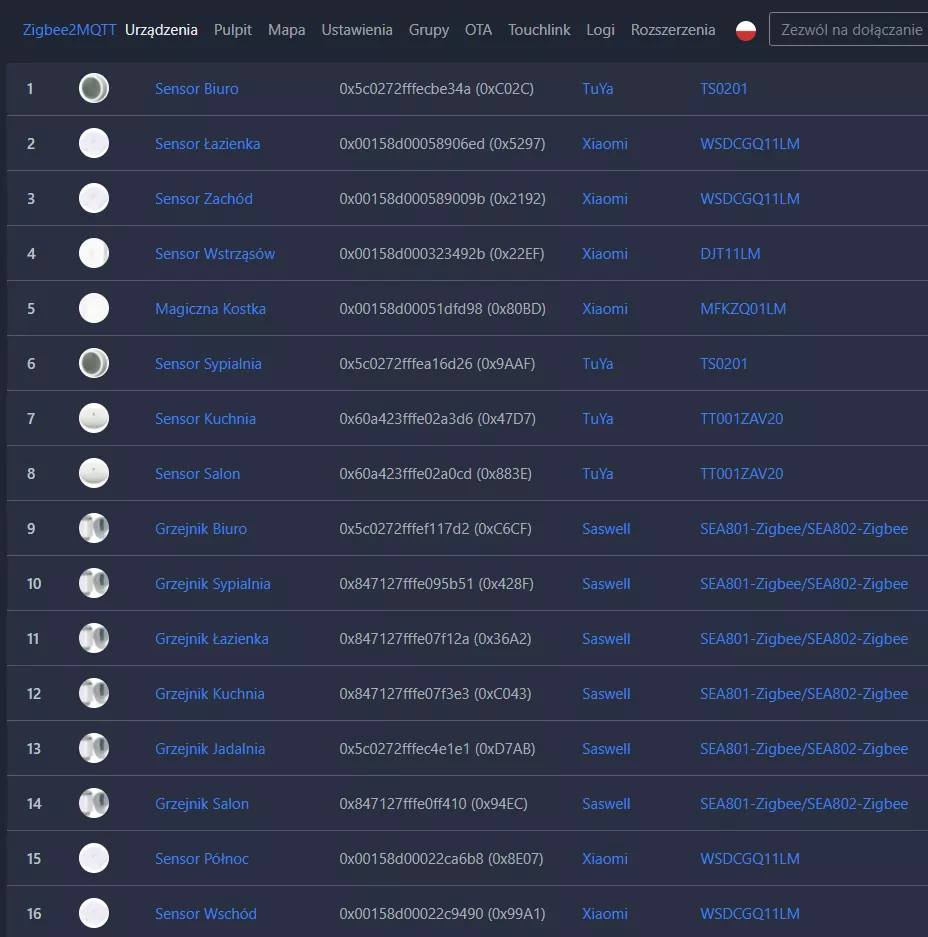 Zigbee2MQTT Urządzenia Pulpit Mapa Ustawienia Grupy OTA Touchlink Logi Rozszerzenia Zezwól na dołączanie
1 Sensor Biuro 0x5c0272fffecbe34a (0xC02C) TuYa TS0201
2 Sensor Łazienka 0x00158d00058906ed (0x5297) Xiaomi WSDCGQ11LM
3 Sensor Zachód 0x00158d000589009b (0x2192) Xiaomi WSDCGQ11LM
4 Sensor Wstrząsów 0x00158d000323492b (0x22EF) Xiaomi DJT11LM
5 Magiczna Kostka 0x00158d00051dfd98 (0x80BD) Xiaomi MFKZQ01LM
6 Sensor Sypialnia 0x5c0272fffea16d26 (0x9AAF) TuYa TS0201
7 Sensor Kuchnia 0x60a423fffe02a3d6 (0x47D7) TuYa TT001ZAV20
8 Sensor Salon 0x60a423fffe02a0cd (0x883E) TuYa TT001ZAV20
9 Grzejnik Biuro 0x5c0272fffef117d2 (0xC6CF) Saswell SEA801-Zigbee/SEA802-Zigbee
10 Grzejnik Sypialnia 0x847127fffe095b51 (0x428F) Saswell SEA801-Zigbee/SEA802-Zigbee
11 Grzejnik Łazienka 0x847127fffe07f12a (0x36A2) Saswell SEA801-Zigbee/SEA802-Zigbee
12 Grzejnik Kuchnia 0x847127fffe07f3e3 (0xC043) Saswell SEA801-Zigbee/SEA802-Zigbee
13 Grzejnik Jadalnia 0x5c0272fffec4e1e1 (0xD7AB) Saswell SEA801-Zigbee/SEA802-Zigbee
14 Grzejnik Salon 0x847127fffe0ff410 (0x94EC) Saswell SEA801-Zigbee/SEA802-Zigbee
15 Sensor Północ 0x00158d00022ca6b8 (0x8E07) Xiaomi WSDCGQ11LM
16 Sensor Wschód 0x00158d00022c9490 (0x99A1) Xiaomi WSDCGQ11LM